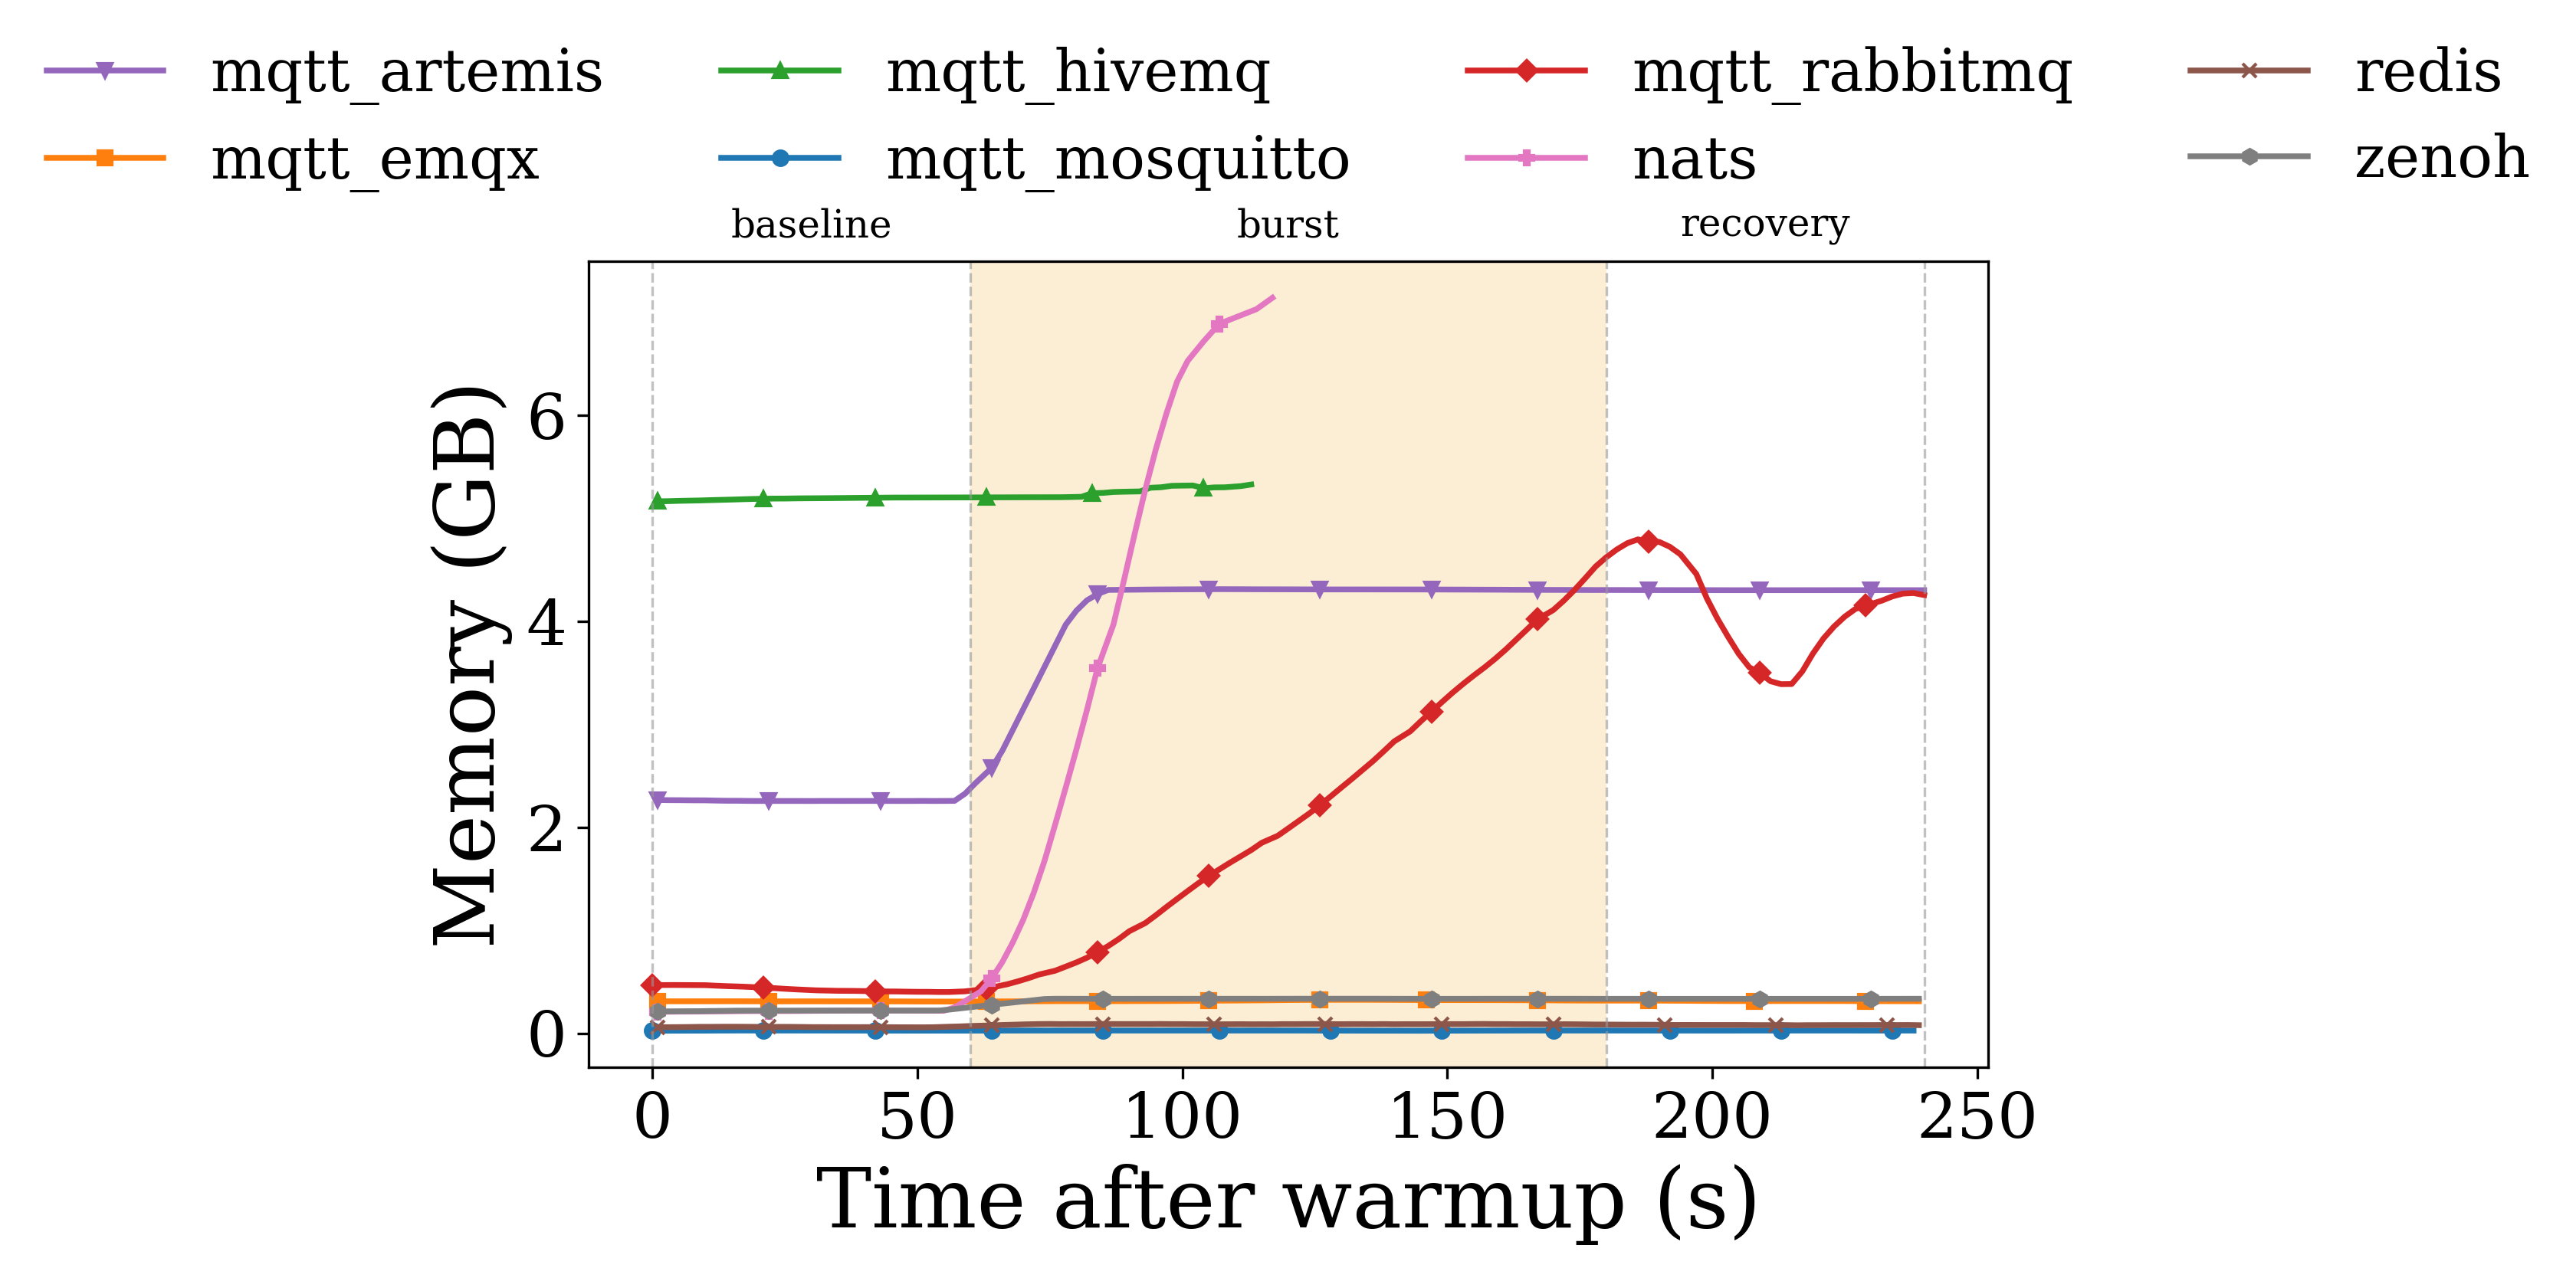 mqtt_artemis mqtt_hivemq mqtt_rabbitmq redis
mqtt_emqx mqtt_mosquitto nats zenoh
baseline burst recovery
Memory (GB)
6
4
2
0
0 50 100 150 200 250
Time after warmup (s)